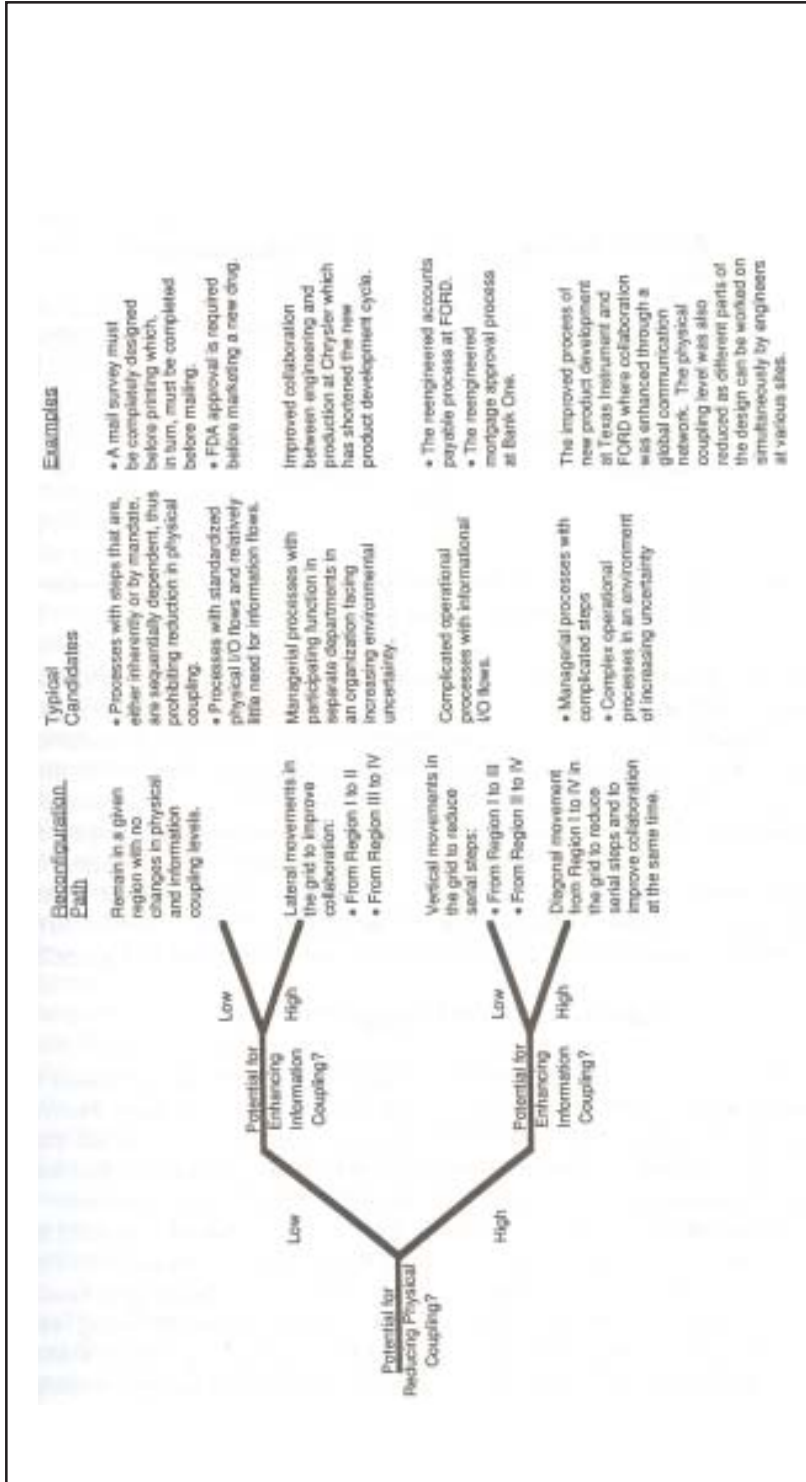 Potential for
Reducing Physical
Coupling?
Low
High
Potential for
Enhancing
Information
Coupling?
Low
High
Potential for
Enhancing
Information
Coupling?
Low
High
Reconfiguration
Path
Remain in a given
region with no
changes in physical
and information
coupling levels.
Lateral movements in
the grid to improve
collaboration:
• From Region I to II
• From Region III to IV
Vertical movements in
the grid to reduce
serial steps:
• From Region I to III
• From Region II to IV
Diagonal movement
from Region I to IV in
the grid to reduce
serial steps and to
improve collaboration
at the same time.
Typical
Candidates
• Processes with steps that are,
either inherently or by mandate,
are sequentially dependent, thus
prohibiting reduction in physical
coupling.
• Processes with standardized
physical I/O flows and relatively
little need for information flows.
Managerial processes with
participating function in
separate departments in
an organization facing
increasing environmental
uncertainty.
Complicated operational
processes with informational
I/O flows.
• Managerial processes with
complicated steps
• Complex operational
processes in an environment
of increasing uncertainty
Examples
• A mail survey must
be completely designed
before printing which,
in turn, must be completed
before mailing.
• FDA approval is required
before marketing a new drug.
Improved collaboration
between engineering and
production at Chrysler which
has shortened the new
product development cycle.
• The reengineered accounts
payable process at FORD.
• The reengineered
mortgage approval process
at Bank One.
The improved process of
new product development
at Texas Instrument and
FORD where collaboration
was enhanced through a
global communication
network. The physical
coupling level was also
reduced as different parts of
the design can be worked on
simultaneously by engineers
at various sites.